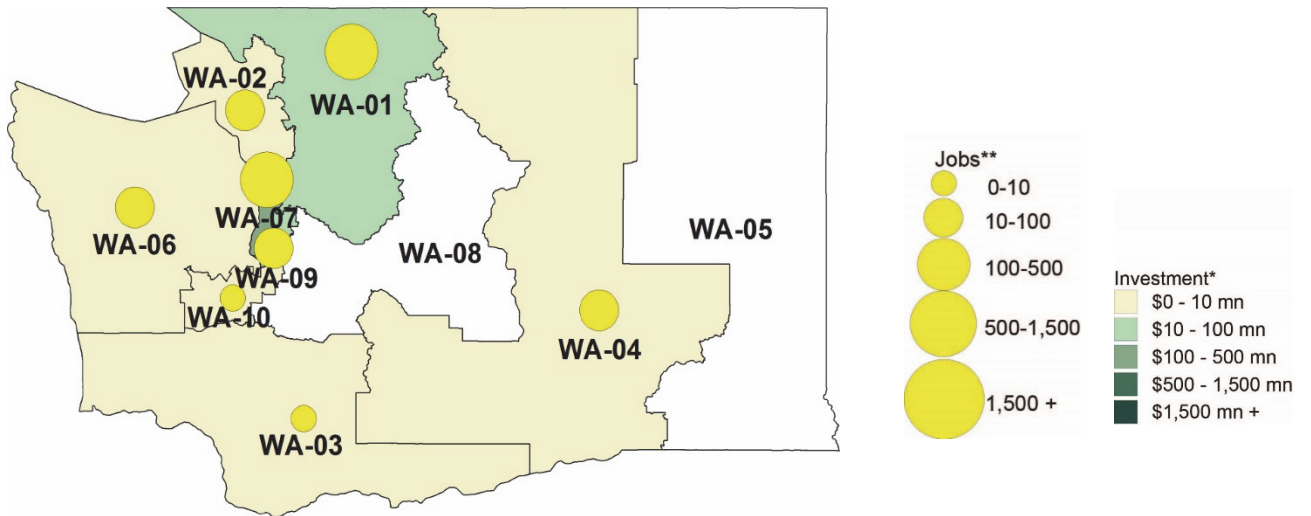 WA-02
WA-01
WA-07
WA-06
WA-08
WA-05
WA-09
WA-10
WA-04
WA-03
Jobs**
0-10
10-100
100-500
500-1,500
1,500 +
Investment*
$0 - 10 mn
$10 - 100 mn
$100 - 500 mn
$500 - 1,500 mn
$1,500 mn +